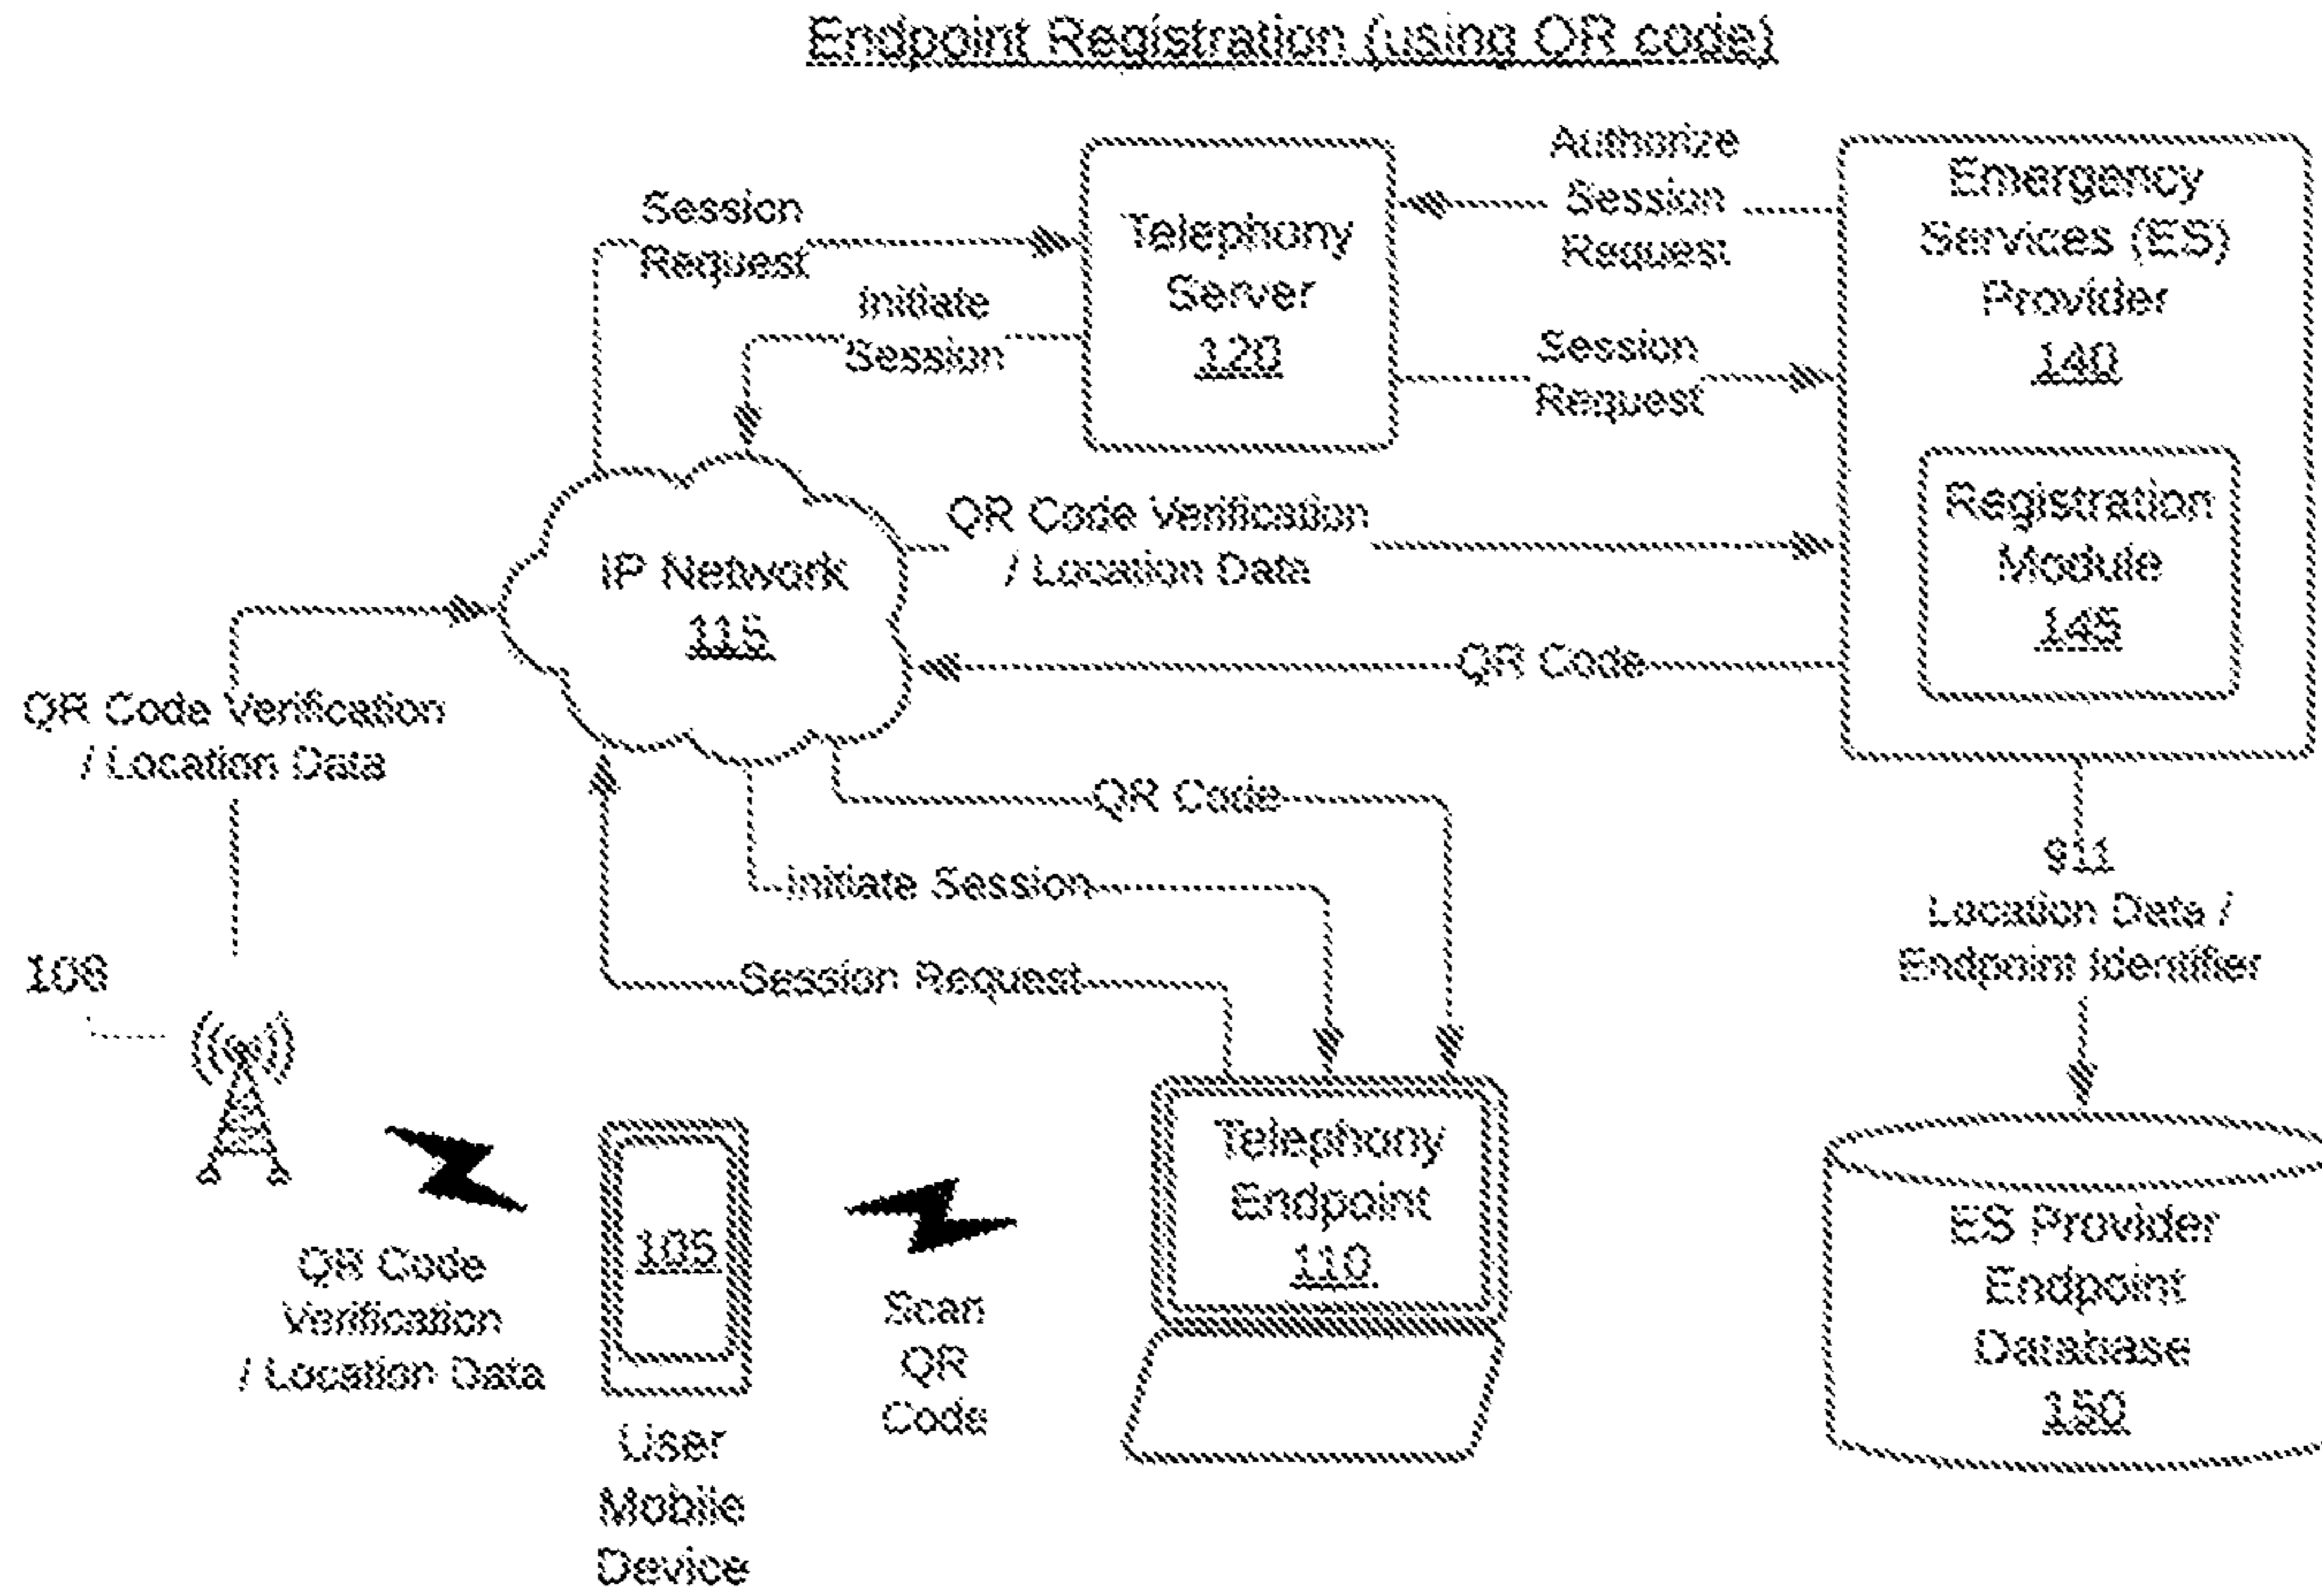 Endpoint Registration (using QR code)
Session
Request
Initiate
Session
Telephony
Server
120
Authorize
Session
Request
Session
Request
Emergency
Services (ES)
Provider
140
Registration
Module
145
IP Network
115
QR Code Verification
/ Location Data
QR Code
QR Code Verification
/ Location Data
QR Code
Initiate Session
Session Request
911
Location Data /
Endpoint Identifier
QR Code
Verification
/ Location Data
105
User
Mobile
Device
Scan
QR
Code
Telephony
Endpoint
110
ES Provider
Endpoint
Database
150